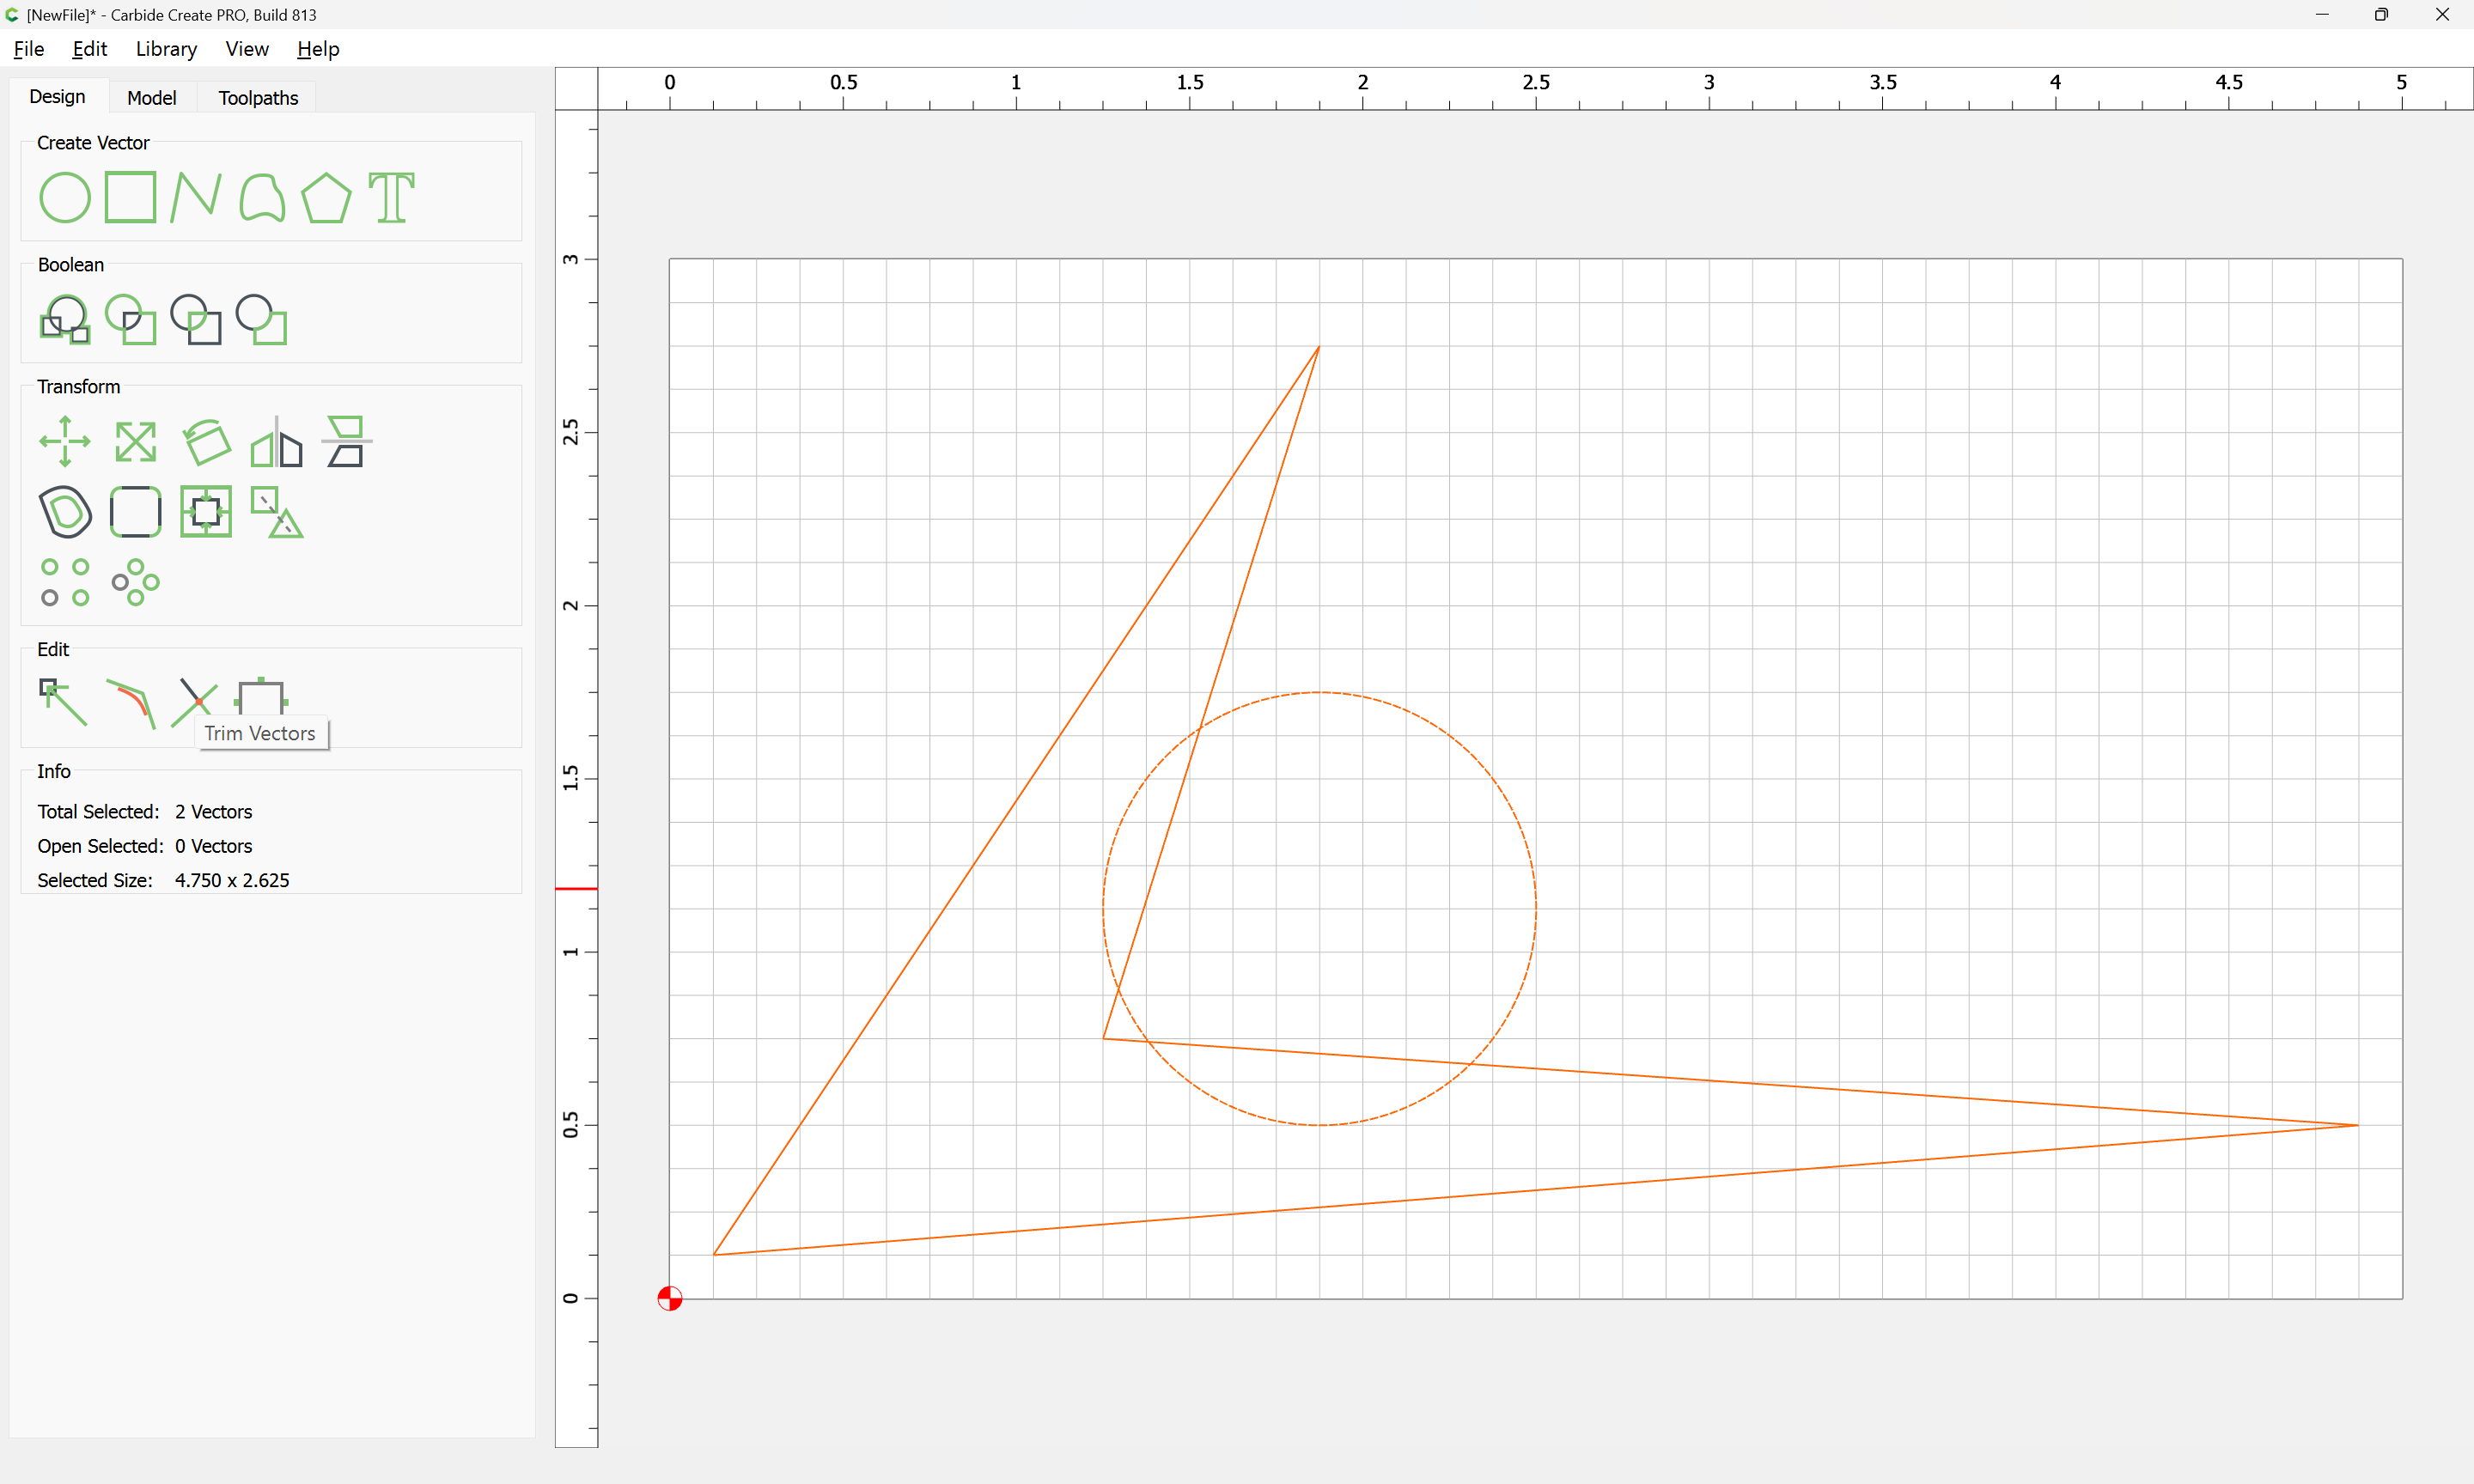 [NewFile]* - Carbide Create PRO, Build 813
File Edit Library View Help
Design Model Toolpaths
0 0.5 1 1.5 2 2.5 3 3.5 4 4.5 5
Create Vector
Boolean
Transform
Edit
Trim Vectors
Info
Total Selected: 2 Vectors
Open Selected: 0 Vectors
Selected Size: 4.750 x 2.625
3
2.5
2
1.5
1
0.5
0